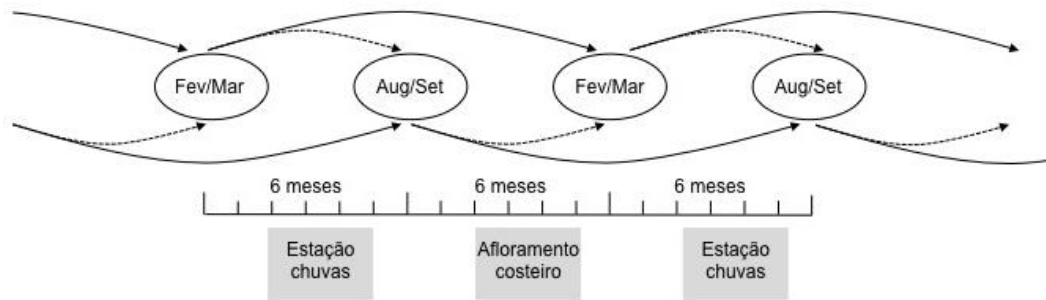 Fev/Mar
Aug/Set
Fev/Mar
Aug/Set
6 meses
6 meses
6 meses
Estação
chuvas
Afloramento
costeiro
Estação
chuvas